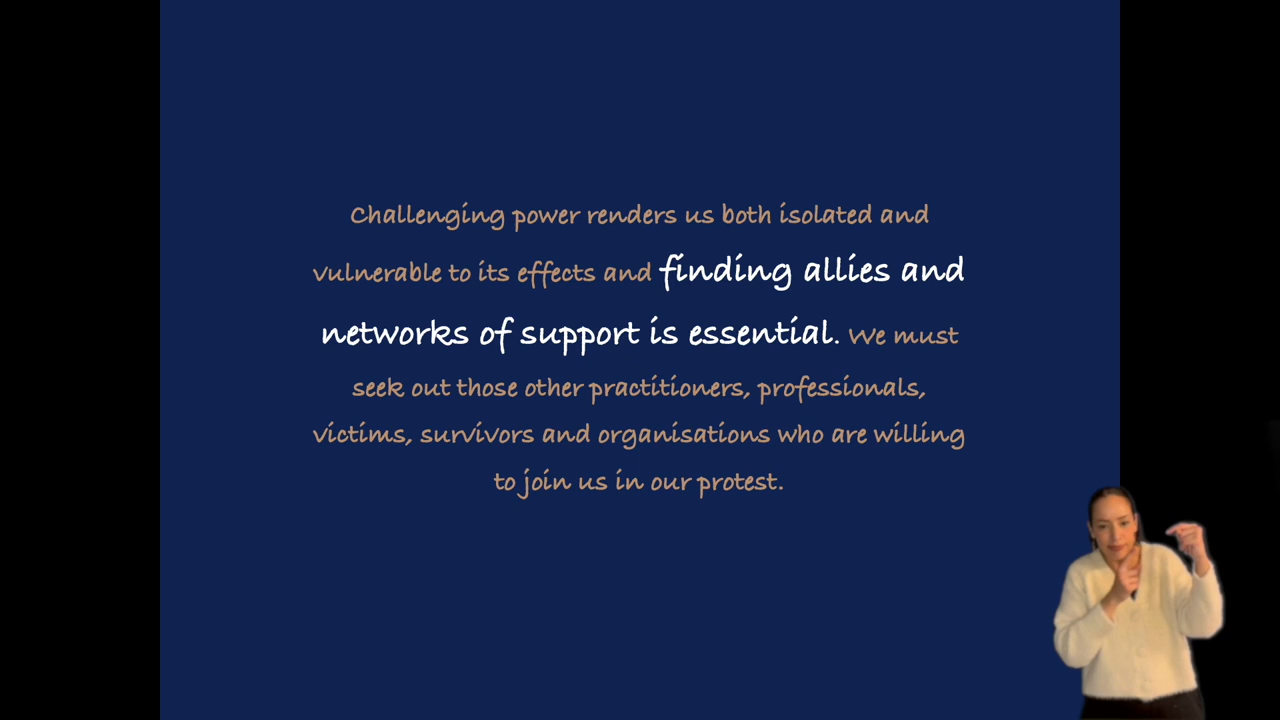 Challenging power renders us both isolated and
vulnerable to its effects and finding allies and
networks of support is essential. We must
seek out those other practitioners, professionals,
victims, survivors and organisations who are willing
to join us in our protest.